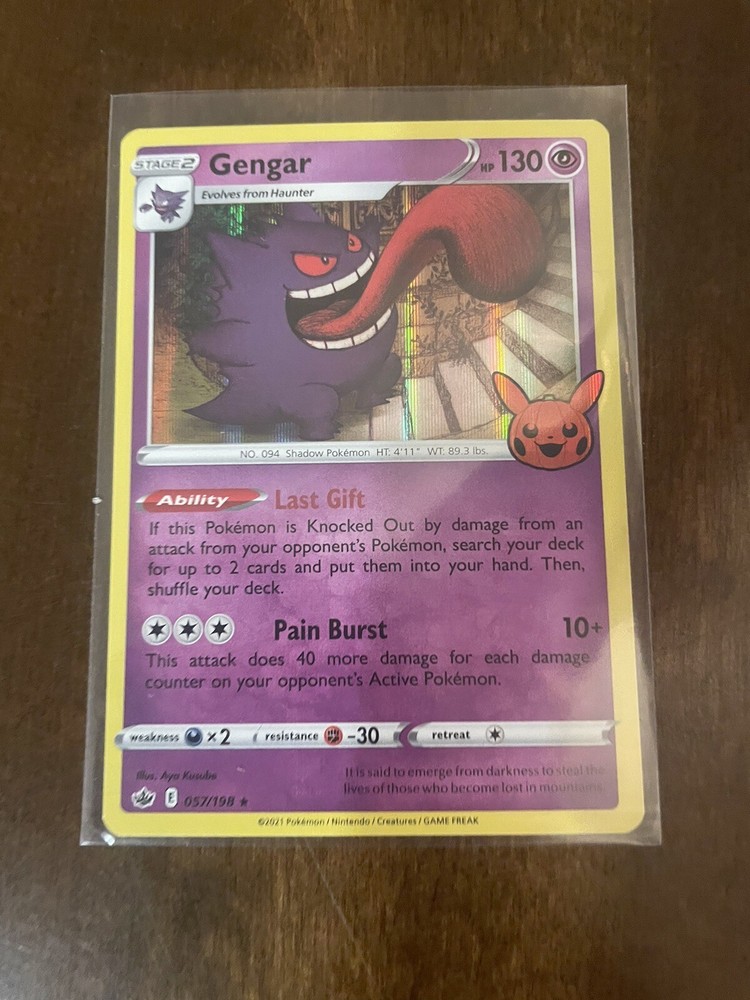 STAGE 2 Gengar HP 130
Evolves from Haunter
NO. 094 Shadow Pokémon HT: 4'11" WT: 89.3 lbs.
Ability Last Gift
If this Pokémon is Knocked Out by damage from an
attack from your opponent's Pokémon, search your deck
for up to 2 cards and put them into your hand. Then,
shuffle your deck.
Pain Burst 10+
This attack does 40 more damage for each damage
counter on your opponent's Active Pokémon.
weakness ×2 resistance -30 retreat
Illus. Aya Kusube
It is said to emerge from darkness to steal the
lives of those who become lost in mountains.
E 057/198 ★
©2021 Pokémon / Nintendo / Creatures / GAME FREAK